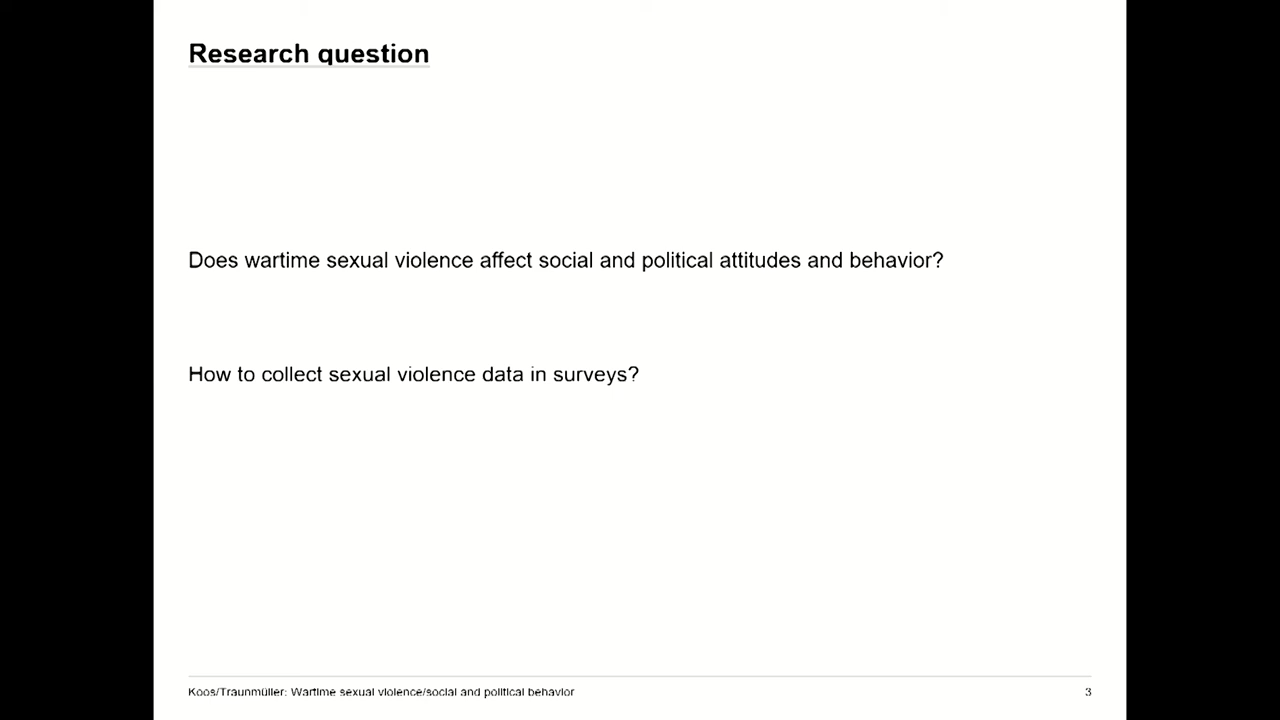 Research question
Does wartime sexual violence affect social and political attitudes and behavior?
How to collect sexual violence data in surveys?
Koos/Traunmüller: Wartime sexual violence/social and political behavior
3